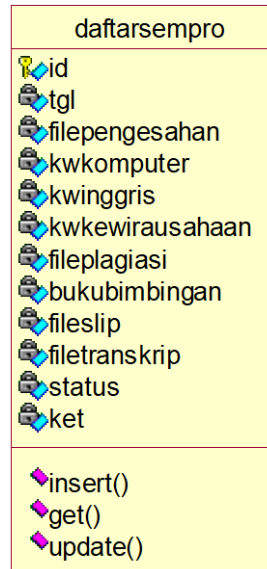 daftarsempro
id
tgl
filepengesahan
kwkomputer
kwinggris
kwkewirausahaan
fileplagiasi
bukubimbingan
fileslip
filetranskrip
status
ket
insert()
get()
update()